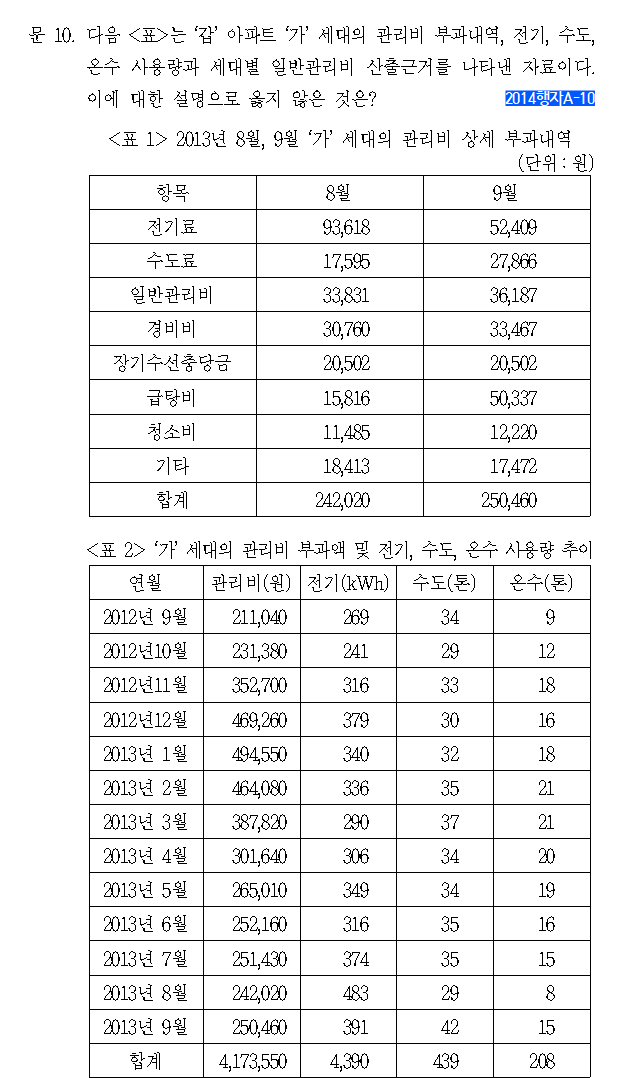 문 10. 다음 <표>는 ‘갑’ 아파트 ‘가’ 세대의 관리비 부과내역, 전기, 수도,
온수 사용량과 세대별 일반관리비 산출근거를 나타낸 자료이다.
이에 대한 설명으로 옳지 않은 것은? 2014행자A-10
<표 1> 2013년 8월, 9월 ‘가’ 세대의 관리비 상세 부과내역
(단위 : 원)
항목 8월 9월
전기료 93,618 52,409
수도료 17,595 27,866
일반관리비 33,831 36,187
경비비 30,760 33,467
장기수선충당금 20,502 20,502
급탕비 15,816 50,337
청소비 11,485 12,220
기타 18,413 17,472
합계 242,020 250,460
<표 2> ‘가’ 세대의 관리비 부과액 및 전기, 수도, 온수 사용량 추이
연월 관리비(원) 전기(kWh) 수도(톤) 온수(톤)
2012년 9월 211,040 269 34 9
2012년10월 231,380 241 29 12
2012년11월 352,700 316 33 18
2012년12월 469,260 379 30 16
2013년 1월 494,550 340 32 18
2013년 2월 464,080 336 35 21
2013년 3월 387,820 290 37 21
2013년 4월 301,640 306 34 20
2013년 5월 265,010 349 34 19
2013년 6월 252,160 316 35 16
2013년 7월 251,430 374 35 15
2013년 8월 242,020 483 29 8
2013년 9월 250,460 391 42 15
합계 4,173,550 4,390 439 208